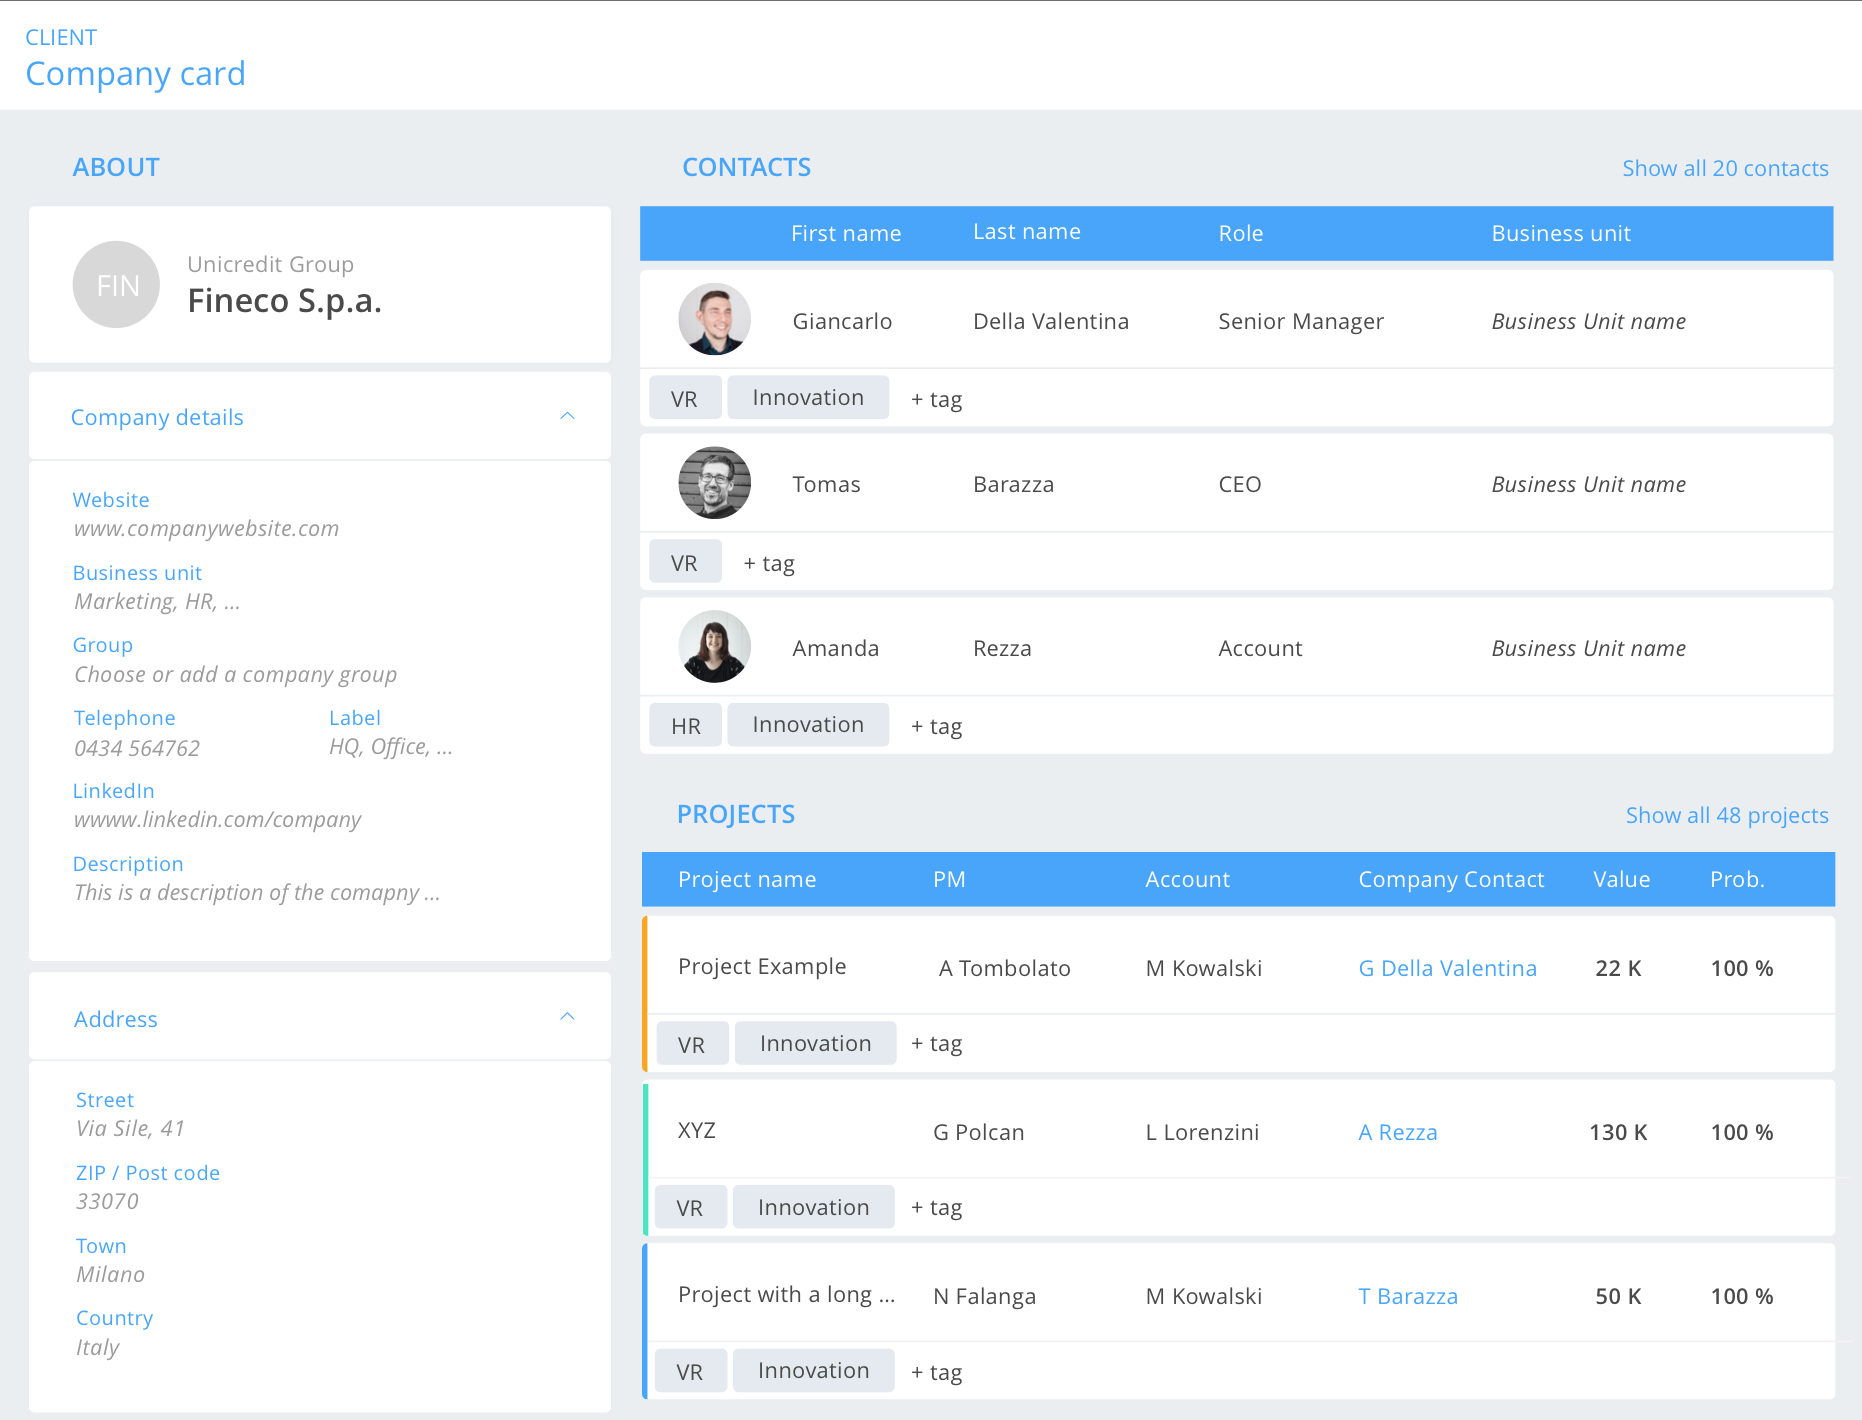 CLIENT
Company card
ABOUT
FIN
Unicredit Group
Fineco S.p.a.
Company details
Website
www.companywebsite.com
Business unit
Marketing, HR, ...
Group
Choose or add a company group
Telephone Label
0434 564762 HQ, Office, ...
LinkedIn
wwww.linkedin.com/company
Description
This is a description of the comapny ...
Address
Street
Via Sile, 41
ZIP / Post code
33070
Town
Milano
Country
Italy
CONTACTS Show all 20 contacts
First name Last name Role Business unit
Giancarlo Della Valentina Senior Manager Business Unit name
VR Innovation + tag
Tomas Barazza CEO Business Unit name
VR + tag
Amanda Rezza Account Business Unit name
HR Innovation + tag
PROJECTS Show all 48 projects
Project name PM Account Company Contact Value Prob.
Project Example A Tombolato M Kowalski G Della Valentina 22 K 100 %
VR Innovation + tag
XYZ G Polcan L Lorenzini A Rezza 130 K 100 %
VR Innovation + tag
Project with a long ... N Falanga M Kowalski T Barazza 50 K 100 %
VR Innovation + tag